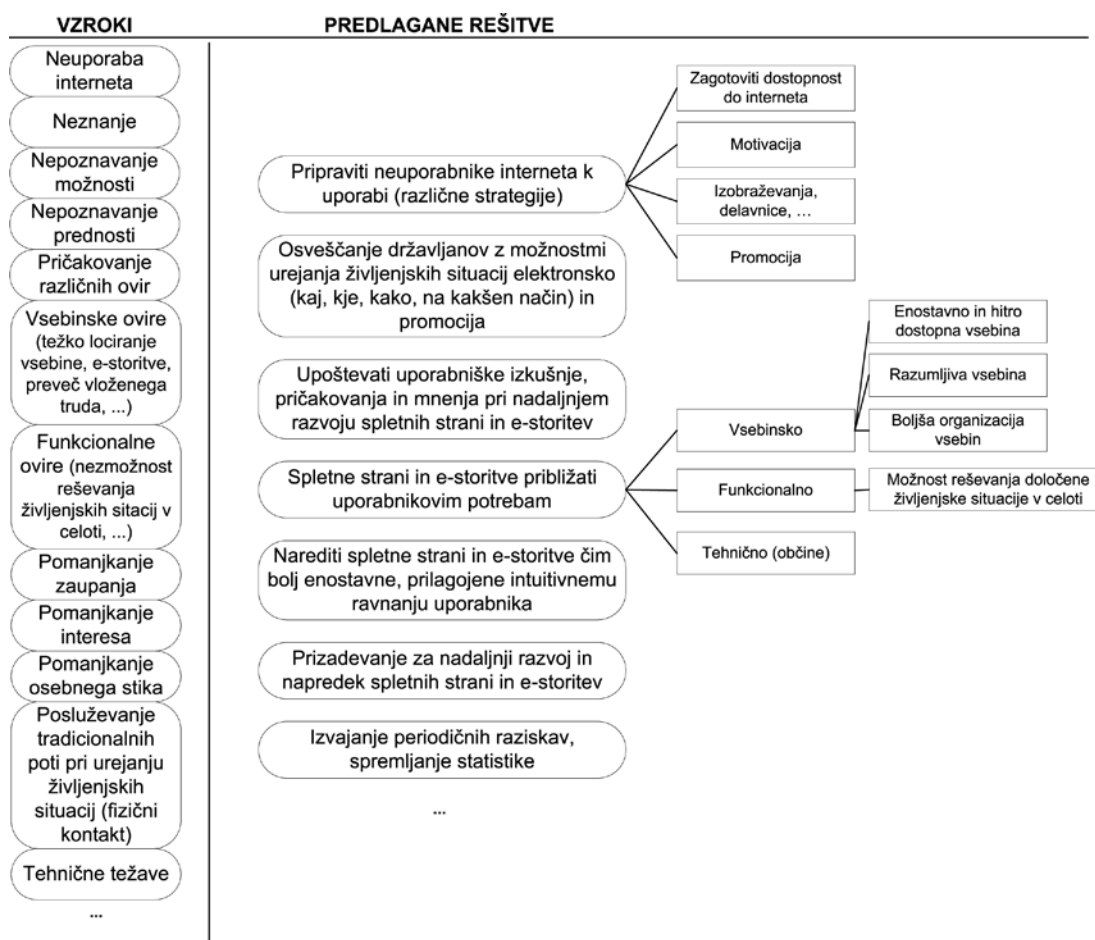 VZROKI
PREDLAGANE REŠITVE
Neuporaba
interneta
Neznanje
Nepoznavanje
možnosti
Nepoznavanje
prednosti
Pričakovanje
različnih ovir
Vsebinske ovire
(težko lociranje
vsebine, e-storitve,
preveč vloženega
truda, ...)
Funkcionalne
ovire (nezmožnost
reševanja
življenjskih sitacij v
celoti, ...)
Pomanjkanje
zaupanja
Pomanjkanje
interesa
Pomanjkanje
osebnega stika
Posluževanje
tradicionalnih
poti pri urejanju
življenjskih
situacij (fizični
kontakt)
Tehnične težave
...
Pripraviti neuporabnike interneta k
uporabi (različne strategije)
Osveščanje državljanov z možnostmi
urejanja življenjskih situacij elektronsko
(kaj, kje, kako, na kakšen način) in
promocija
Upoštevati uporabniške izkušnje,
pričakovanja in mnenja pri nadaljnjem
razvoju spletnih strani in e-storitev
Spletne strani in e-storitve približati
uporabnikovim potrebam
Narediti spletne strani in e-storitve čim
bolj enostavne, prilagojene intuitivnemu
ravnanju uporabnika
Prizadevanje za nadaljnji razvoj in
napredek spletnih strani in e-storitev
Izvajanje periodičnih raziskav,
spremljanje statistike
...
Zagotoviti dostopnost
do interneta
Motivacija
Izobraževanja,
delavnice, ...
Promocija
Vsebinsko
Funkcionalno
Tehnično (občine)
Enostavno in hitro
dostopna vsebina
Razumljiva vsebina
Boljša organizacija
vsebin
Možnost reševanja določene
življenjske situacije v celoti